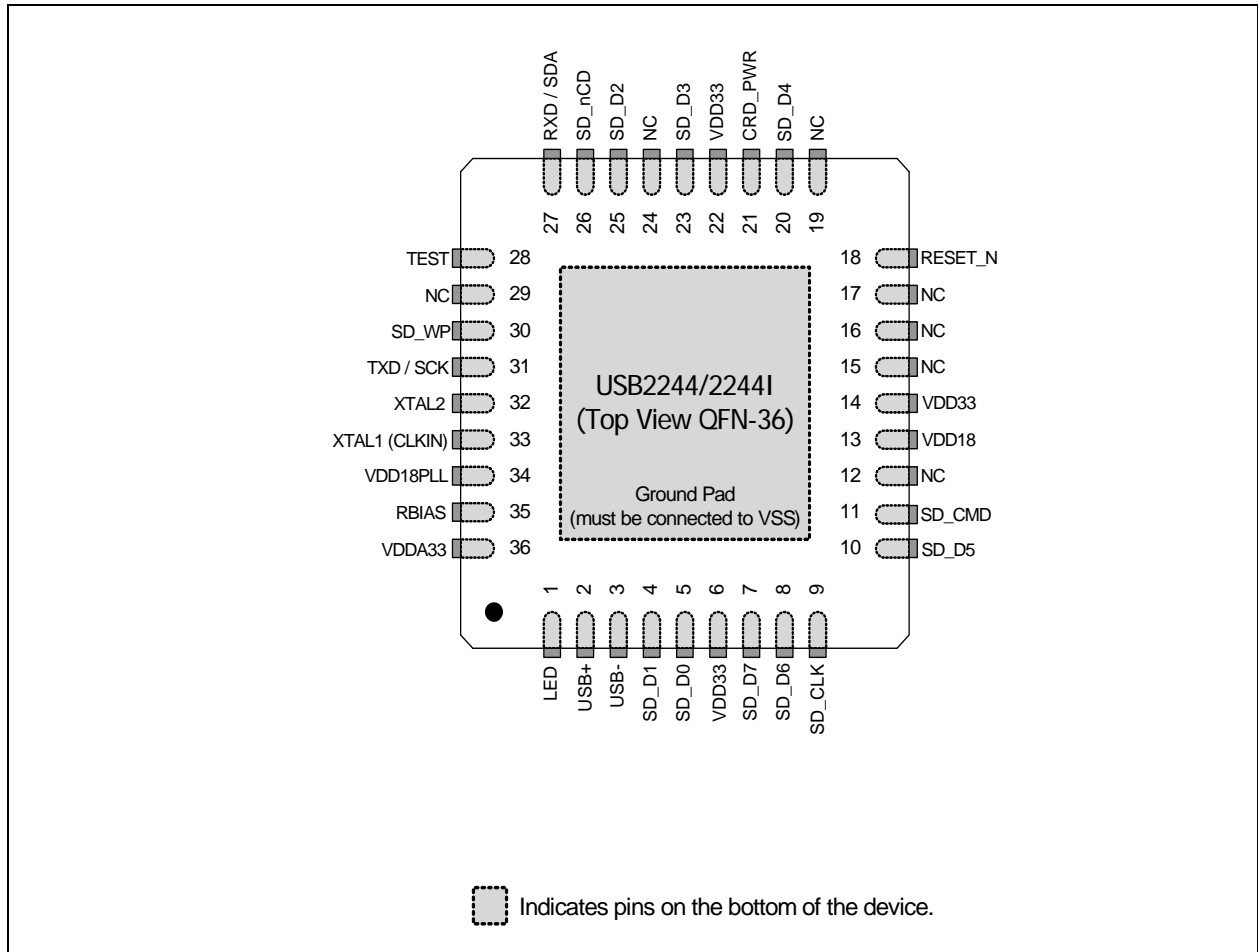 RXD / SDA
SD_nCD
SD_D2
NC
SD_D3
VDD33
CRD_PWR
SD_D4
NC
27
26
25
24
23
22
21
20
19
TEST 28
NC 29
SD_WP 30
TXD / SCK 31
XTAL2 32
XTAL1 (CLKIN) 33
VDD18PLL 34
RBIAS 35
VDDA33 36
USB2244/2244I
(Top View QFN-36)
Ground Pad
(must be connected to VSS)
18 RESET_N
17 NC
16 NC
15 NC
14 VDD33
13 VDD18
12 NC
11 SD_CMD
10 SD_D5
1
2
3
4
5
6
7
8
9
LED
USB+
USB-
SD_D1
SD_D0
VDD33
SD_D7
SD_D6
SD_CLK
Indicates pins on the bottom of the device.